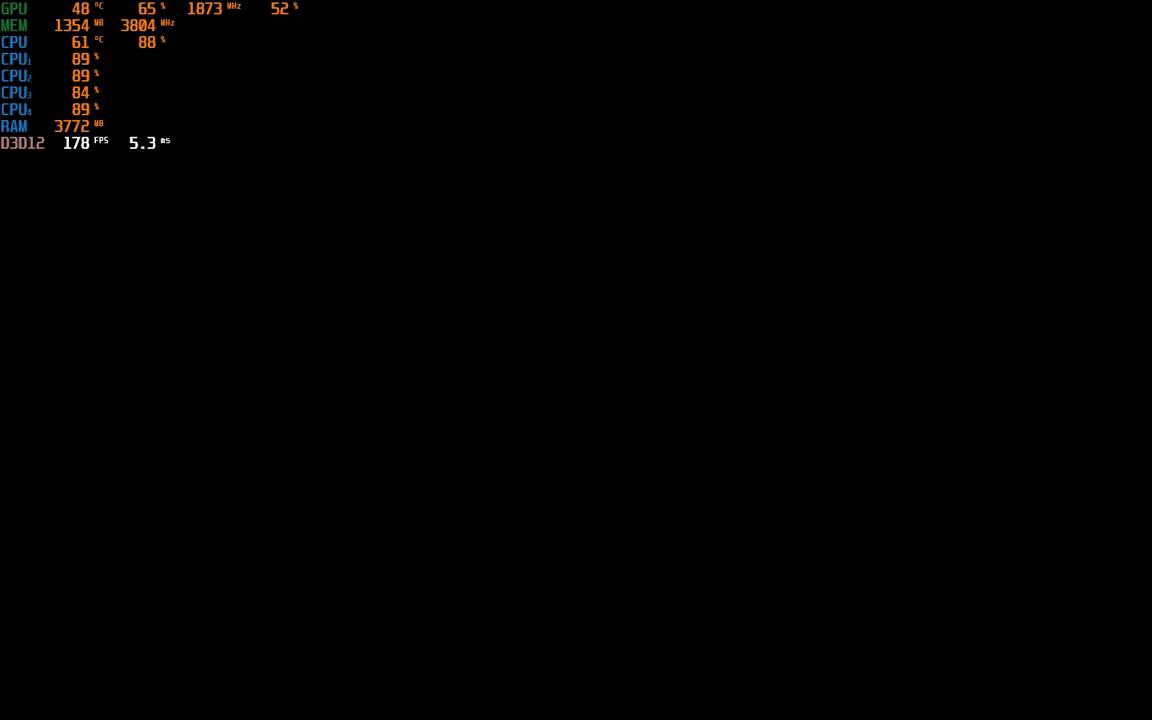 GPU 48 °C 65 % 1873 MHz 52 %
MEM 1354 MB 3804 MHz
CPU 61 °C 88 %
CPU1 89 %
CPU2 89 %
CPU3 84 %
CPU4 89 %
RAM 3772 MB
D3D12 178 FPS 5.3 ms